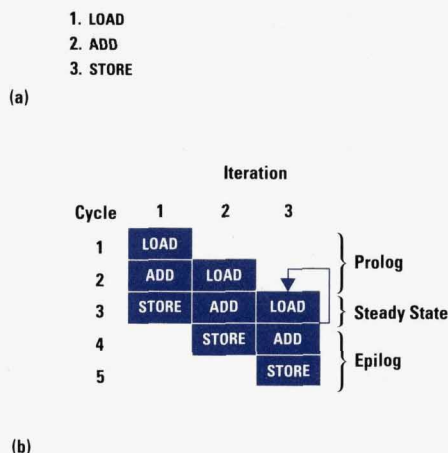 1. LOAD
2. ADD
3. STORE
(a)
Iteration
Cycle 1 2 3
1 LOAD
Prolog
2 ADD LOAD
3 STORE ADD LOAD Steady State
4 STORE ADD
Epilog
5 STORE
(b)